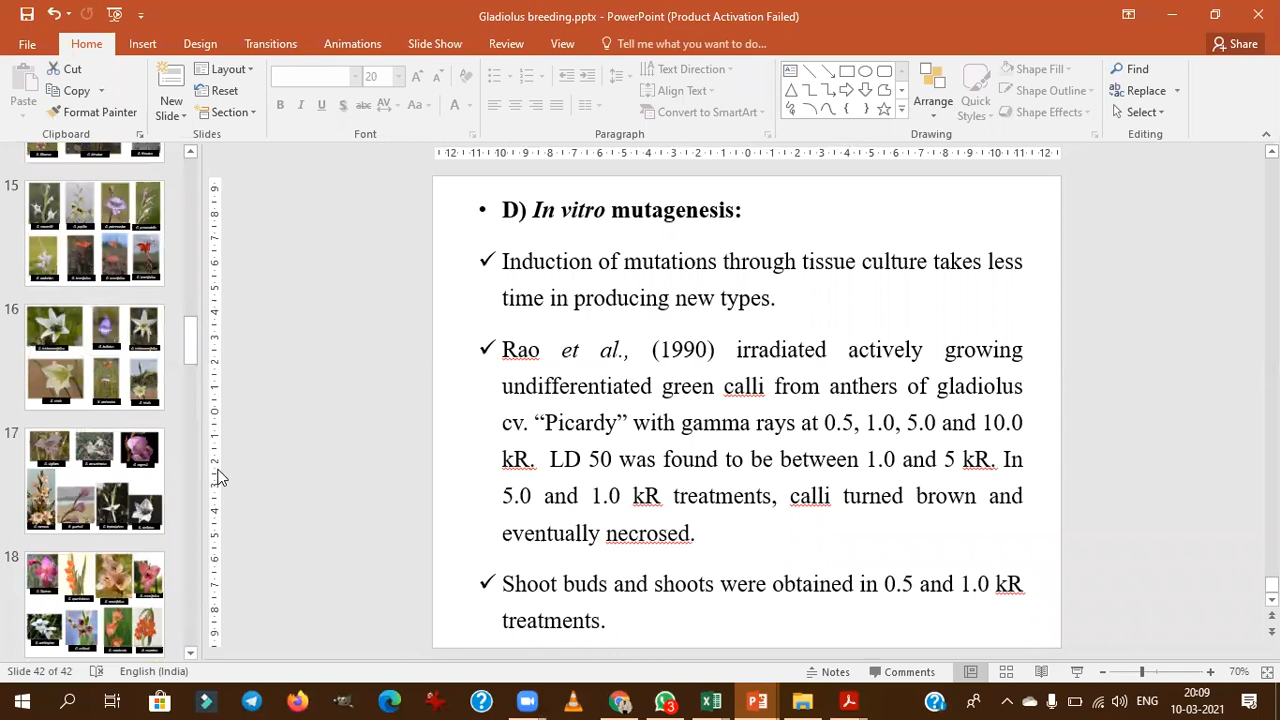 Gladiolus breeding.pptx - PowerPoint (Product Activation Failed)
File Home Insert Design Transitions Animations Slide Show Review View Tell me what you want to do... Share
Paste Cut Copy Format Painter Clipboard
New Slide Layout Reset Section Slides
20 Font
Text Direction Align Text Convert to SmartArt Paragraph
Arrange Quick Styles Shape Fill Shape Outline Shape Effects Drawing
Find Replace Select Editing
15
16
17
18
• D) In vitro mutagenesis:
✓ Induction of mutations through tissue culture takes less
time in producing new types.
✓ Rao et al., (1990) irradiated actively growing
undifferentiated green calli from anthers of gladiolus
cv. “Picardy” with gamma rays at 0.5, 1.0, 5.0 and 10.0
kR. LD 50 was found to be between 1.0 and 5 kR. In
5.0 and 1.0 kR treatments, calli turned brown and
eventually necrosed.
✓ Shoot buds and shoots were obtained in 0.5 and 1.0 kR
treatments.
Slide 42 of 42 English (India) Notes Comments 70%
3 ENG 20:09
10-03-2021